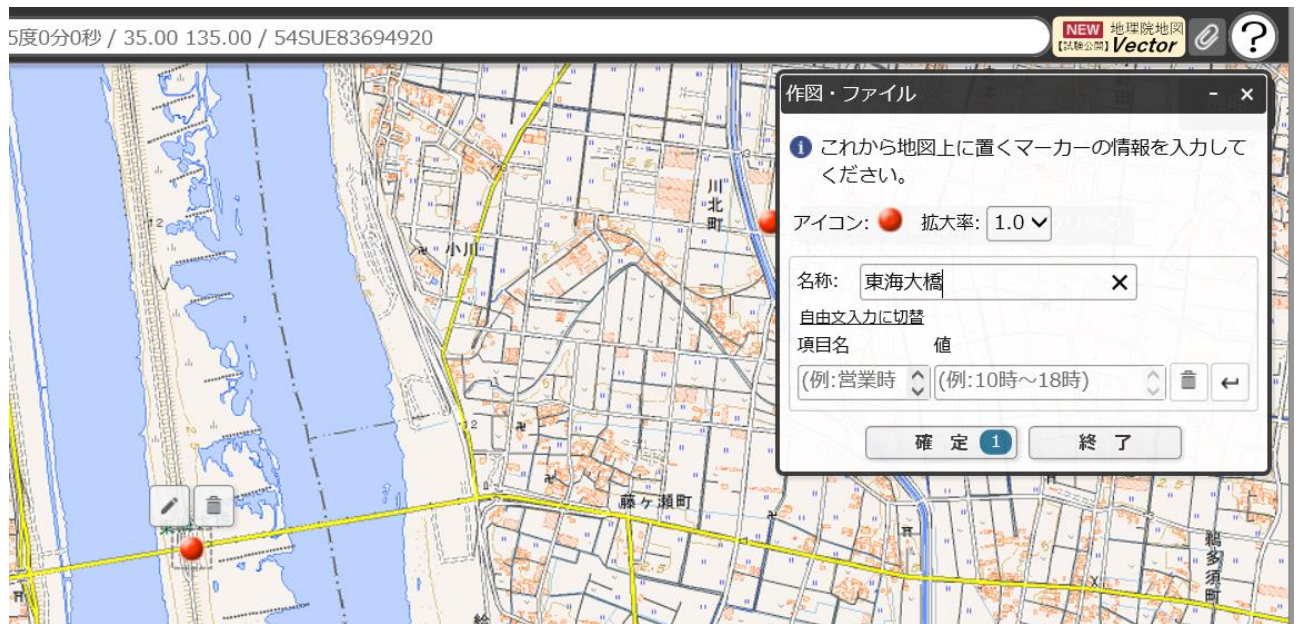 5度0分0秒 / 35.00 135.00 / 54SUE83694920
NEW 地理院地図
【試験公開】Vector
?
作図・ファイル
これから地図上に置くマーカーの情報を入力して
ください。
アイコン: 拡大率: 1.0
名称: 東海大橋
自由文入力に切替
項目名 値
(例:営業時 (例:10時～18時)
確 定 1 終 了
川北町
小川
12
12
藤ヶ瀬町
鵜多須町